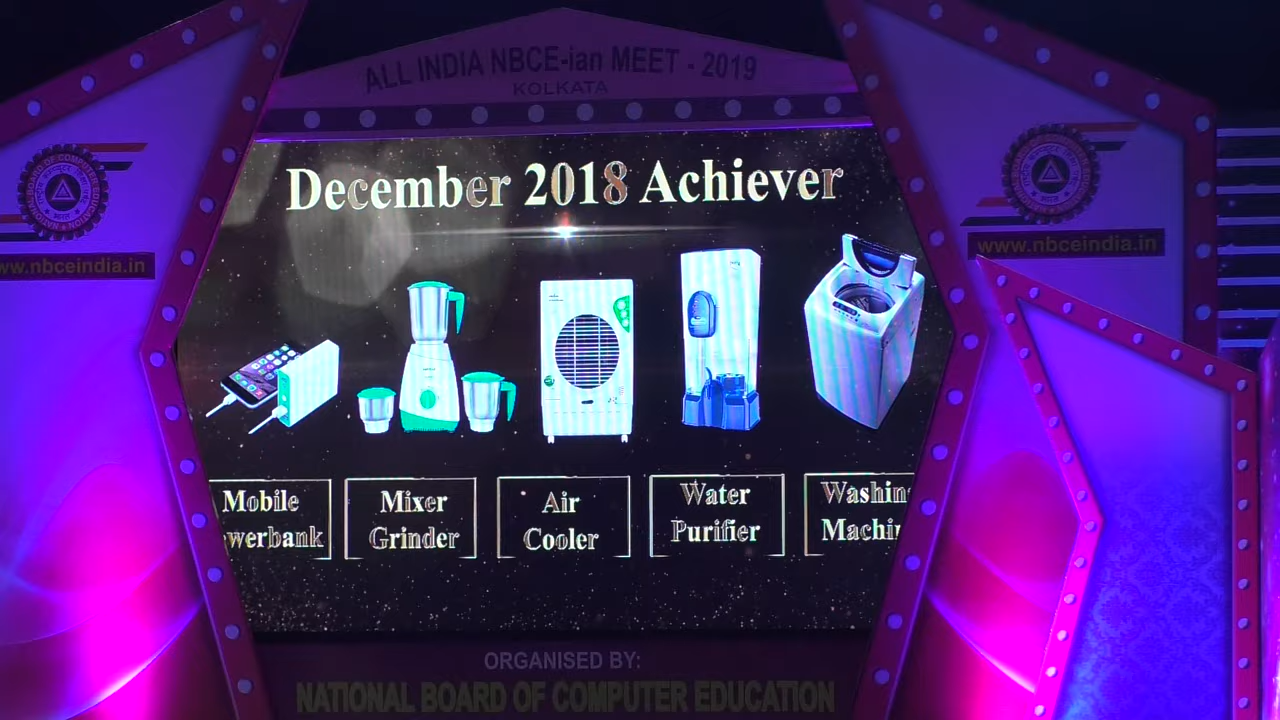 ALL INDIA NBCE-ian MEET - 2019
KOLKATA
December 2018 Achiever
www.nbceindia.in
www.nbceindia.in
Mobile
werbank
Mixer
Grinder
Air
Cooler
Water
Purifier
Washin
Machin
ORGANISED BY:
NATIONAL BOARD OF COMPUTER EDUCATION